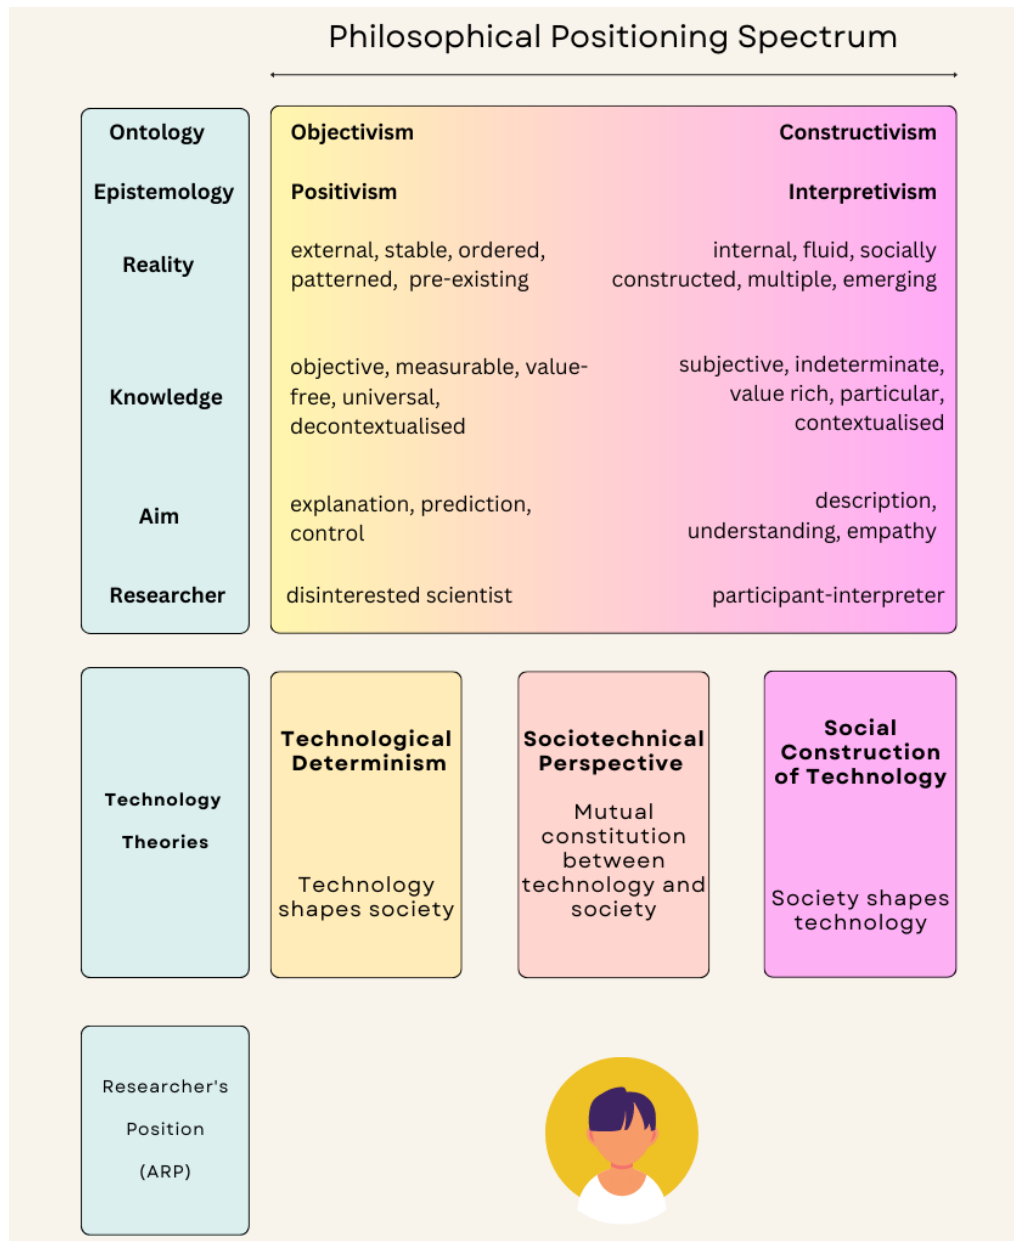 Philosophical Positioning Spectrum
Ontology
Objectivism
Constructivism
Epistemology
Positivism
Interpretivism
Reality
external, stable, ordered,
patterned, pre-existing
internal, fluid, socially
constructed, multiple, emerging
Knowledge
objective, measurable, value-
free, universal,
decontextualised
subjective, indeterminate,
value rich, particular,
contextualised
Aim
explanation, prediction,
control
description,
understanding, empathy
Researcher
disinterested scientist
participant-interpreter
Technology
Theories
Technological
Determinism
Technology
shapes society
Sociotechnical
Perspective
Mutual
constitution
between
technology and
society
Social
Construction
of Technology
Society shapes
technology
Researcher's
Position
(ARP)